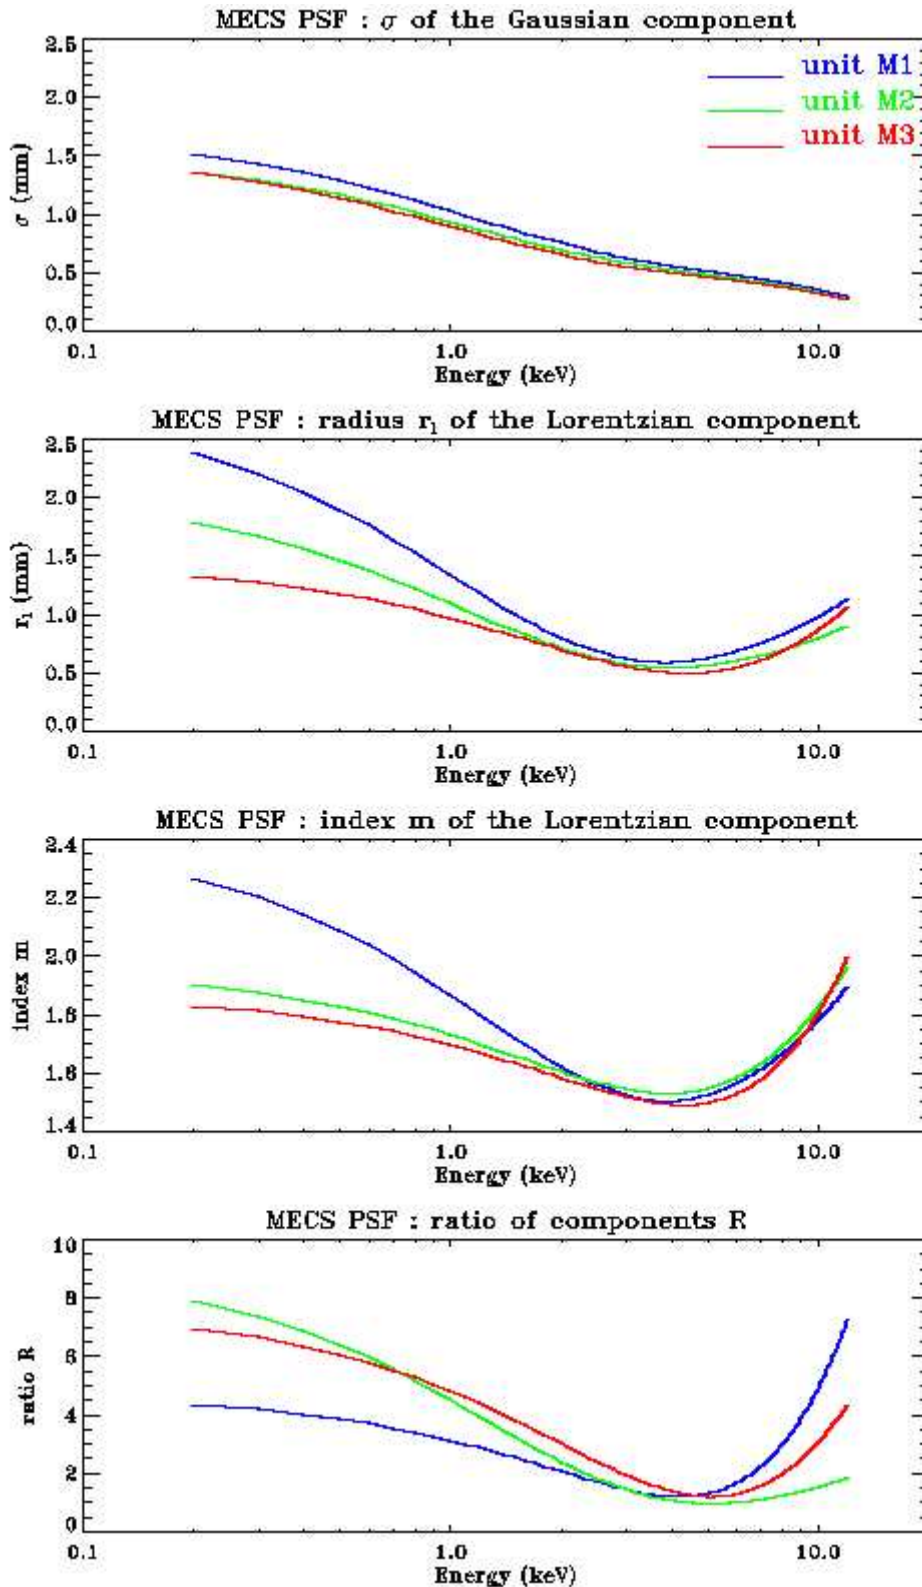 MECS PSF : σ of the Gaussian component
2.5
unit M1
2.0
unit M2
unit M3
1.5
σ (mm)
1.0
0.5
0.0
0.1 1.0 10.0
Energy (keV)
MECS PSF : radius r₁ of the Lorentzian component
2.5
2.0
1.5
r₁ (mm)
1.0
0.5
0.0
0.1 1.0 10.0
Energy (keV)
MECS PSF : index m of the Lorentzian component
2.4
2.2
2.0
index m
1.8
1.6
1.4
0.1 1.0 10.0
Energy (keV)
MECS PSF : ratio of components R
10
8
6
ratio R
4
2
0
0.1 1.0 10.0
Energy (keV)